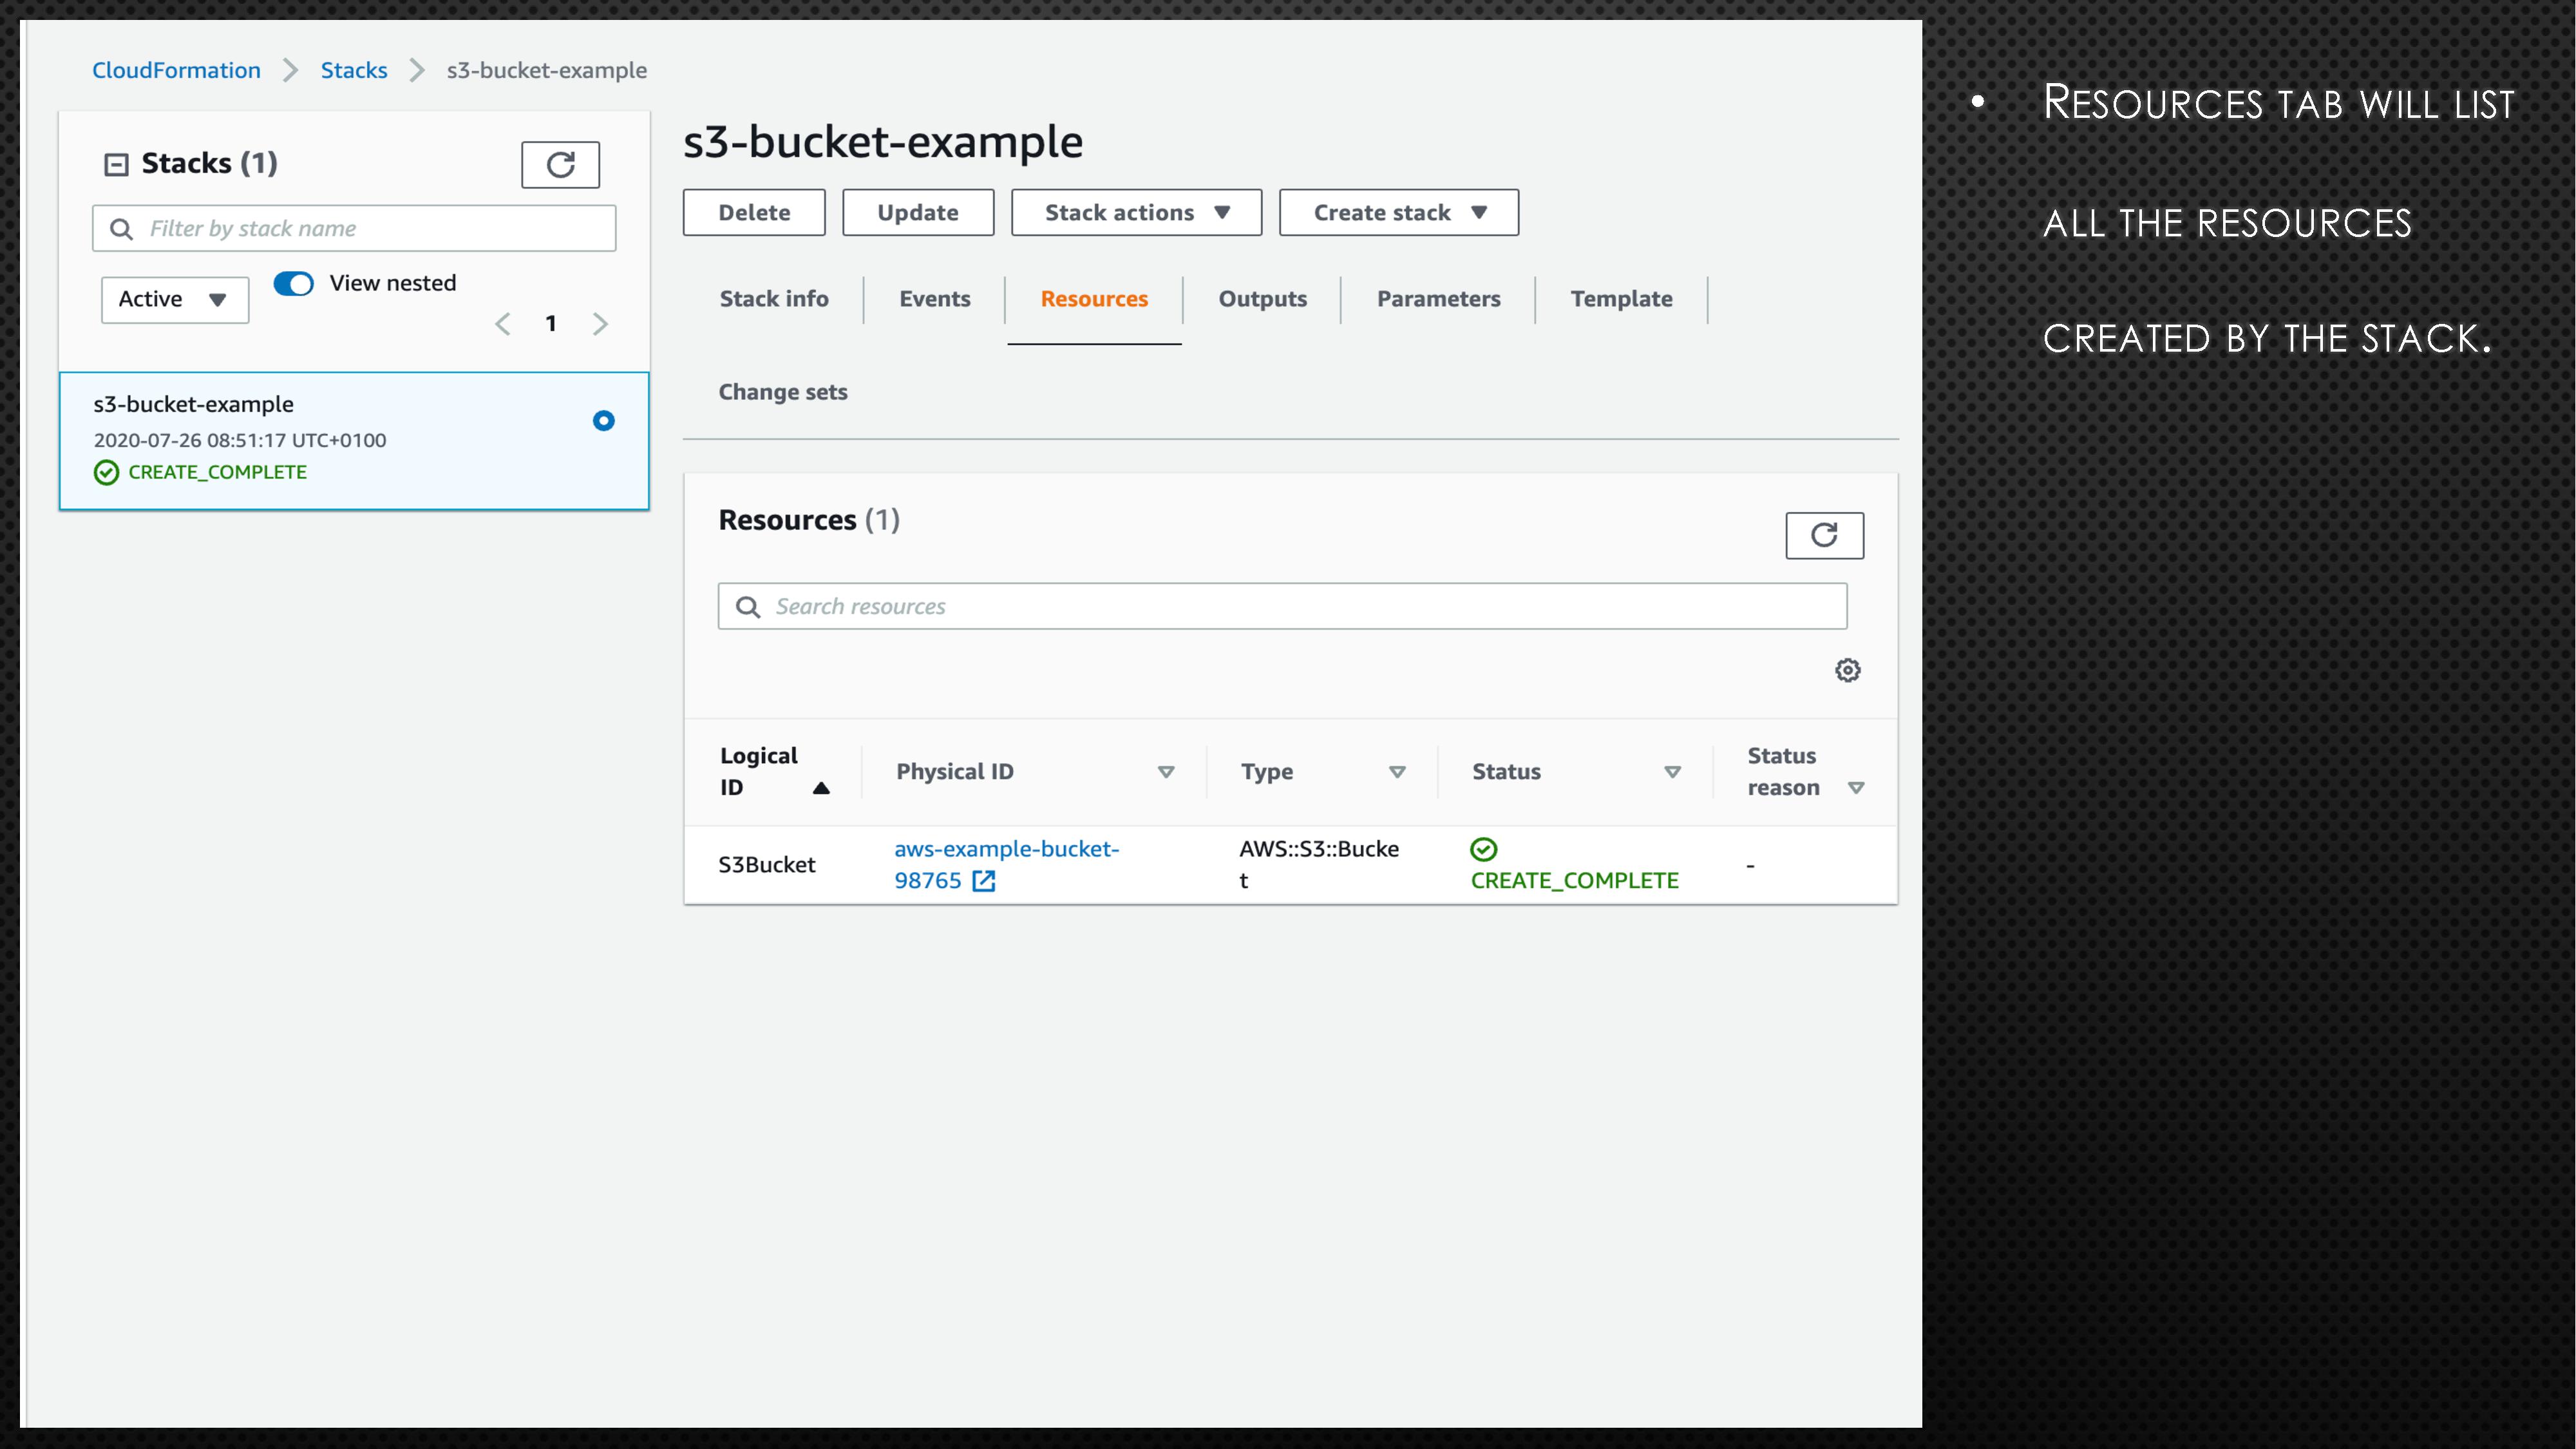 CloudFormation > Stacks > s3-bucket-example
Stacks (1)
Filter by stack name
Active
View nested
1
s3-bucket-example
2020-07-26 08:51:17 UTC+0100
CREATE_COMPLETE
s3-bucket-example
Delete Update Stack actions Create stack
Stack info Events Resources Outputs Parameters Template
Change sets
Resources (1)
Search resources
Logical
ID
Physical ID
Type
Status
Status
reason
S3Bucket
aws-example-bucket-
98765
AWS::S3::Bucke
t
CREATE_COMPLETE
-
• RESOURCES TAB WILL LIST
ALL THE RESOURCES
CREATED BY THE STACK.